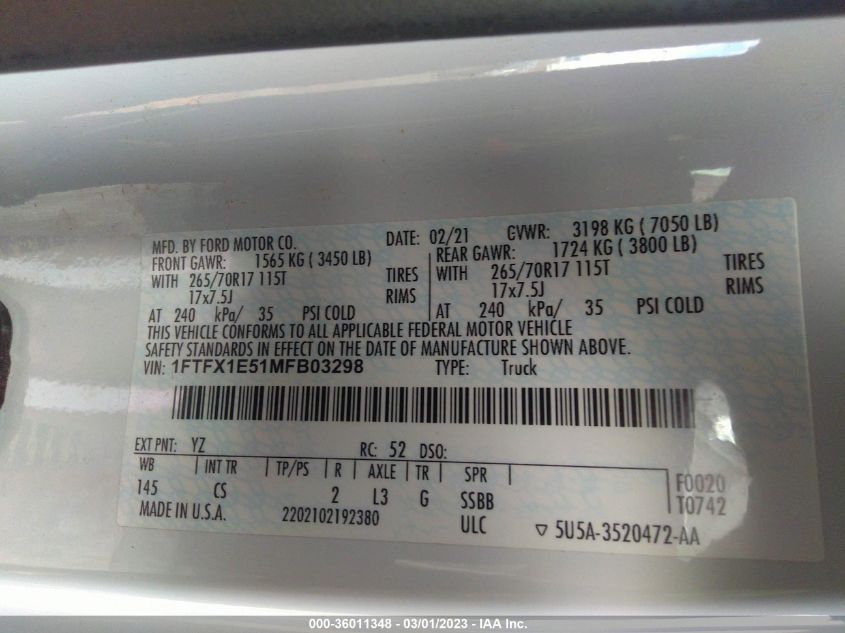 MFD. BY FORD MOTOR CO. DATE: 02/21 GVWR: 3198 KG ( 7050 LB)
FRONT GAWR: 1565 KG ( 3450 LB) REAR GAWR: 1724 KG ( 3800 LB)
WITH 265/70R17 115T TIRES WITH 265/70R17 115T TIRES
17x7.5J RIMS 17x7.5J RIMS
AT 240 kPa/ 35 PSI COLD AT 240 kPa/ 35 PSI COLD
THIS VEHICLE CONFORMS TO ALL APPLICABLE FEDERAL MOTOR VEHICLE
SAFETY STANDARDS IN EFFECT ON THE DATE OF MANUFACTURE SHOWN ABOVE.
VIN: 1FTFX1E51MFB03298 TYPE: Truck
EXT PNT: YZ RC: 52 DSO:
WB INT TR TP/PS R AXLE TR SPR F0020
145 CS 2 L3 G SSBB T0742
MADE IN U.S.A. 2202102192380 ULC ▽ 5U5A-3520472-AA
000-36011348 - 03/01/2023 - IAA Inc.